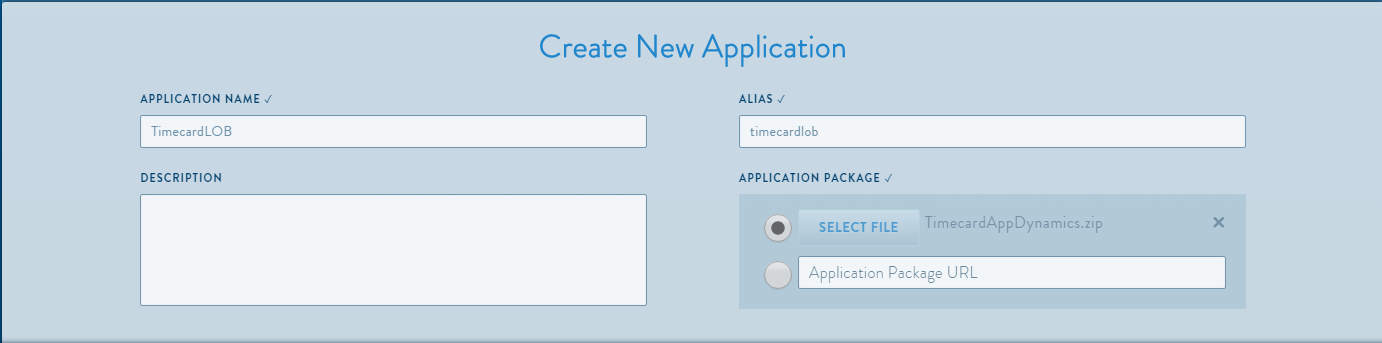 Create New Application
APPLICATION NAME ✓
ALIAS ✓
TimecardLOB
timecardlob
DESCRIPTION
APPLICATION PACKAGE ✓
SELECT FILE TimecardAppDynamics.zip ×
Application Package URL